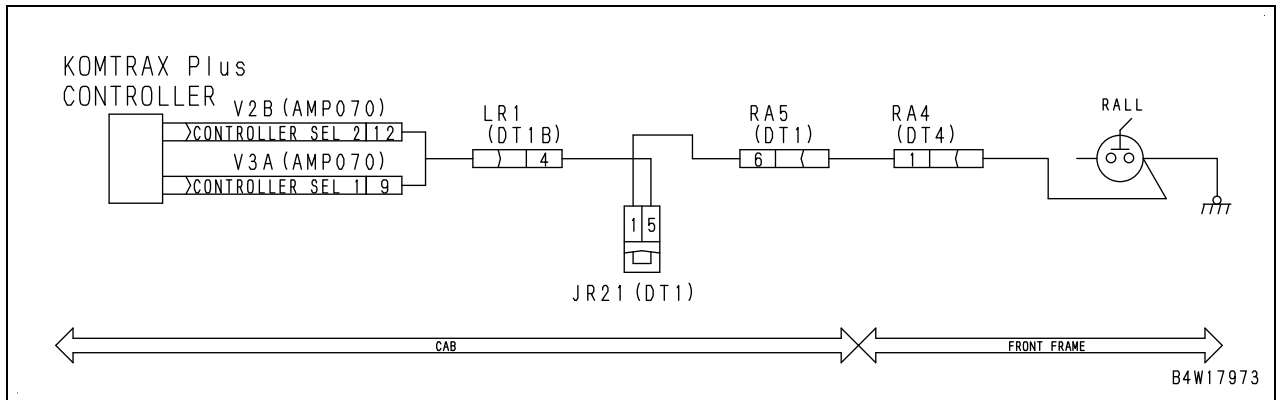 KOMTRAX Plus
CONTROLLER
V2B(AMP070)
CONTROLLER SEL 2 12
V3A(AMP070)
CONTROLLER SEL 1 9
LR1
(DT1B)
4
1 5
JR21(DT1)
RA5
(DT1)
6
RA4
(DT4)
1
RALL
CAB
FRONT FRAME
B4W17973